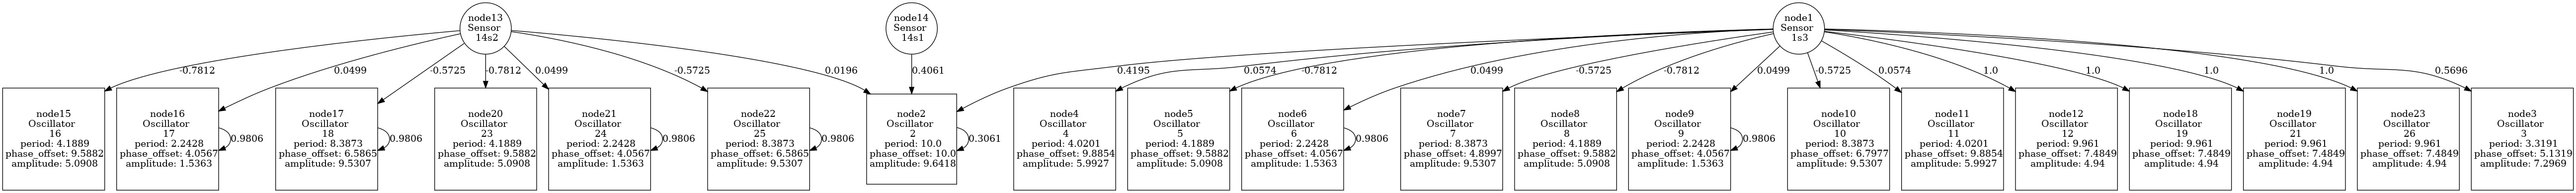 node13
Sensor
14s2
node14
Sensor
14s1
node1
Sensor
1s3
-0.7812
0.0499
-0.5725
-0.7812
0.0499
-0.5725
0.0196
0.4061
0.4195
0.0574
-0.7812
0.0499
-0.5725
-0.7812
0.0499
-0.5725
0.0574
1.0
1.0
1.0
1.0
0.5696
node15
Oscillator
16
period: 4.1889
phase_offset: 9.5882
amplitude: 5.0908
node16
Oscillator
17
period: 2.2428
phase_offset: 4.0567
amplitude: 1.5363
0.9806
node17
Oscillator
18
period: 8.3873
phase_offset: 6.5865
amplitude: 9.5307
0.9806
node20
Oscillator
23
period: 4.1889
phase_offset: 9.5882
amplitude: 5.0908
node21
Oscillator
24
period: 2.2428
phase_offset: 4.0567
amplitude: 1.5363
0.9806
node22
Oscillator
25
period: 8.3873
phase_offset: 6.5865
amplitude: 9.5307
0.9806
node2
Oscillator
2
period: 10.0
phase_offset: 10.0
amplitude: 9.6418
0.3061
node4
Oscillator
4
period: 4.0201
phase_offset: 9.8854
amplitude: 5.9927
node5
Oscillator
5
period: 4.1889
phase_offset: 9.5882
amplitude: 5.0908
node6
Oscillator
6
period: 2.2428
phase_offset: 4.0567
amplitude: 1.5363
0.9806
node7
Oscillator
7
period: 8.3873
phase_offset: 4.8997
amplitude: 9.5307
node8
Oscillator
8
period: 4.1889
phase_offset: 9.5882
amplitude: 5.0908
node9
Oscillator
9
period: 2.2428
phase_offset: 4.0567
amplitude: 1.5363
0.9806
node10
Oscillator
10
period: 8.3873
phase_offset: 6.7977
amplitude: 9.5307
node11
Oscillator
11
period: 4.0201
phase_offset: 9.8854
amplitude: 5.9927
node12
Oscillator
12
period: 9.961
phase_offset: 7.4849
amplitude: 4.94
node18
Oscillator
19
period: 9.961
phase_offset: 7.4849
amplitude: 4.94
node19
Oscillator
21
period: 9.961
phase_offset: 7.4849
amplitude: 4.94
node23
Oscillator
26
period: 9.961
phase_offset: 7.4849
amplitude: 4.94
node3
Oscillator
3
period: 3.3191
phase_offset: 5.1319
amplitude: 7.2969